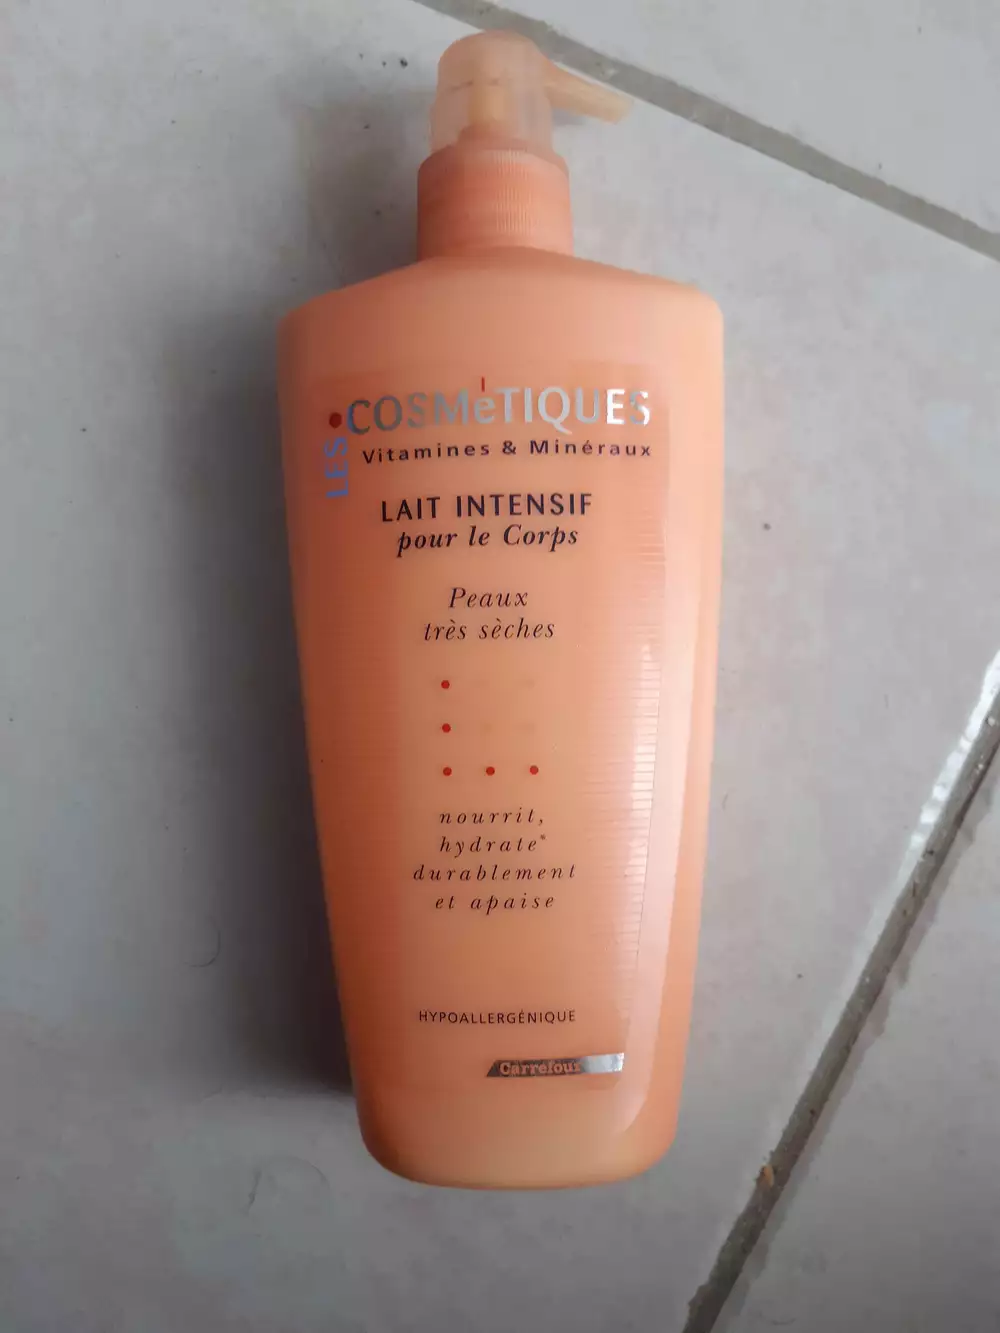 LES COSMéTIQUES
Vitamines & Minéraux
LAIT INTENSIF
pour le Corps
Peaux
très sèches
nourrit,
hydrate*
durablement
et apaise
HYPOALLERGÉNIQUE
Carrefour